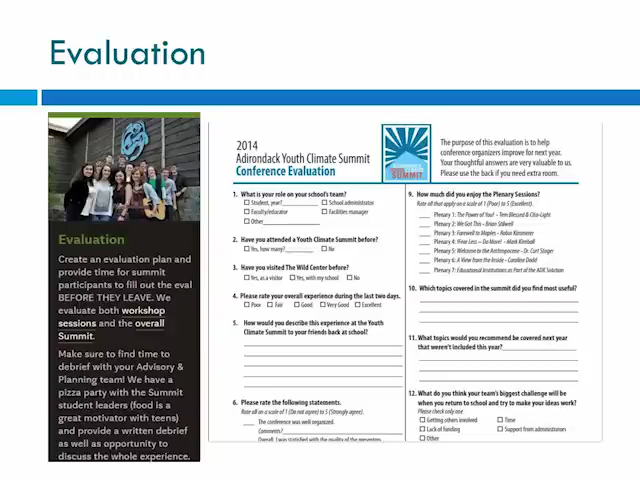 Evaluation
Evaluation
Create an evaluation plan and
provide time for summit
participants to fill out the eval
BEFORE THEY LEAVE. We
evaluate both workshop
sessions and the overall
Summit.
Make sure to find time to
debrief with your Advisory &
Planning team! We have a
pizza party with the Summit
student leaders (food is a
great motivator with teens)
and provide a written debrief
as well as opportunity to
discuss the whole experience.
2014
Adirondack Youth Climate Summit
Conference Evaluation
SUMMIT
The purpose of this evaluation is to help
conference organizers improve for next year.
Your thoughtful answers are very valuable to us.
Please use the back if you need extra room.
1. What is your role on your school's team?
Student, year? School administrator
Faculty/educator Facilities manager
Other
2. Have you attended a Youth Climate Summit before?
Yes, how many? No
3. Have you visited The Wild Center before?
Yes, as a visitor Yes, with my school No
4. Please rate your overall experience during the last two days.
Poor Fair Good Very Good Excellent
5. How would you describe this experience at the Youth
Climate Summit to your friends back at school?
6. Please rate the following statements.
Rate all on a scale of 1 (Do not agree) to 5 (Strongly agree).
The conference was well organized.
Comments?
Overall, I was satisfied with the quality of the presenters.
9. How much did you enjoy the Plenary Sessions?
Rate all that apply on a scale of 1 (Poor) to 5 (Excellent).
Plenary 1: The Power of You! - Tem Blessed & Cita-Light
Plenary 2: We Got This - Brian Stilwell
Plenary 3: Farewell to Maples - Robin Kimmerer
Plenary 4: Fear Less — Do More! - Mark Kimball
Plenary 5: Welcome to the Anthropocene - Dr. Curt Stager
Plenary 6: A View from the Inside - Caroline Dodd
Plenary 7: Educational Institutions as Part of the ADK Solution
10. Which topics covered in the summit did you find most useful?
11. What topics would you recommend be covered next year
that weren't included this year?
12. What do you think your team's biggest challenge will be
when you return to school and try to make your ideas work?
Please check only one.
Getting others involved Time
Lack of funding Support from administrators
Other